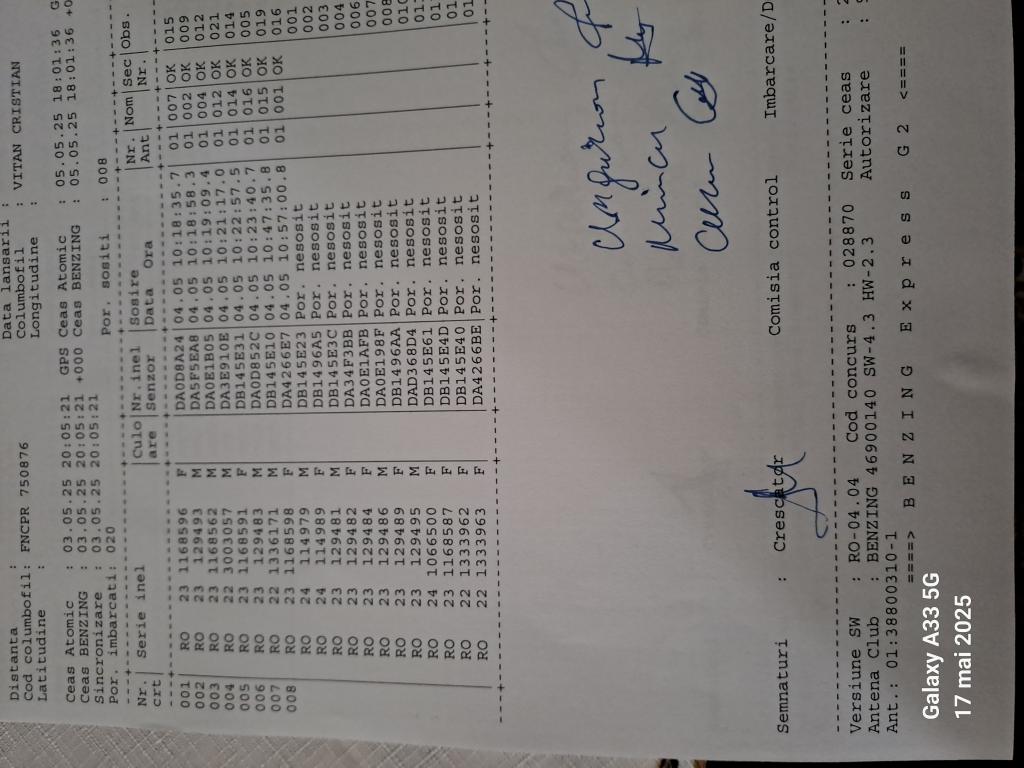 Data lansarii :
Distanta : Columbofil : VITAN CRISTIAN
Cod columbofil: FNCPR 750876 Longitudine :
Latitudine :
Ceas Atomic : 03.05.25 20:05:21 GPS Ceas Atomic : 05.05.25 18:01:36 G
Ceas BENZING : 03.05.25 20:05:21 +000 Ceas BENZING : 05.05.25 18:01:36 +0
Sincronizare : 03.05.25 20:05:21
Por. imbarcati: 020 Por. sositi : 008
Nr. Serie inel Culo Nr.inel Sosire Nr. Nom Sec Obs.
crt are Senzor Data Ora Ant Nr.
001 RO 23 1168596 F DA0D8A24 04.05 10:18:35.7 01 007 OK 015
002 RO 23 129493 M DA5F5EA8 04.05 10:18:58.3 01 002 OK 009
003 RO 23 1168562 M DA0E1B05 04.05 10:19:09.4 01 004 OK 012
004 RO 22 3003057 M DA3E910E 04.05 10:21:17.0 01 012 OK 021
005 RO 23 1168591 F DB145E31 04.05 10:22:57.5 01 014 OK 014
006 RO 23 129483 M DA0D852C 04.05 10:23:40.7 01 016 OK 005
007 RO 22 1336171 M DB145E10 04.05 10:47:35.8 01 015 OK 019
008 RO 23 1168598 F DA4256E7 04.05 10:57:00.8 01 001 OK 016
RO 24 114979 M DB145E23 Por. nesosit 001
RO 24 114989 F DB1496A5 Por. nesosit 002
RO 23 129481 M DB145E3C Por. nesosit 003
RO 23 129482 F DA34F3BB Por. nesosit 004
RO 23 129484 F DA0E1AFB Por. nesosit 006
RO 23 129486 M DA0E198F Por. nesosit 007
RO 23 129489 F DB1496AA Por. nesosit 008
RO 23 129495 M DAD368D4 Por. nesosit
RO 24 1066500 F DB145E61 Por. nesosit
RO 23 1168587 F DB145E4D Por. nesosit
RO 22 1333962 F DB145E40 Por. nesosit
RO 22 1333963 F DA4266BE Por. nesosit
Semnaturi : Crescator Comisia control Imbarcare/D
Versiune SW : RO-04.04 Cod concurs : 028870 Serie ceas : 2
Antena Club : BENZING 46900140 SW-4.3 HW-2.3 Autorizare :
Ant.: 01:38800310-1
====> B E N Z I N G E x p r e s s G 2 <====
Galaxy A33 5G
17 mai 2025